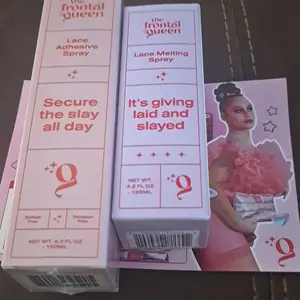 the
frontal
queen
Lace
Adhesive
Spray
Secure
the slay
all day
NET WT. 4.2 FL OZ
- 120ML
the
frontal
queen
Lace Melting
Spray
It's giving
laid and
slayed
NET WT. 4.2 FL OZ
- 120ML